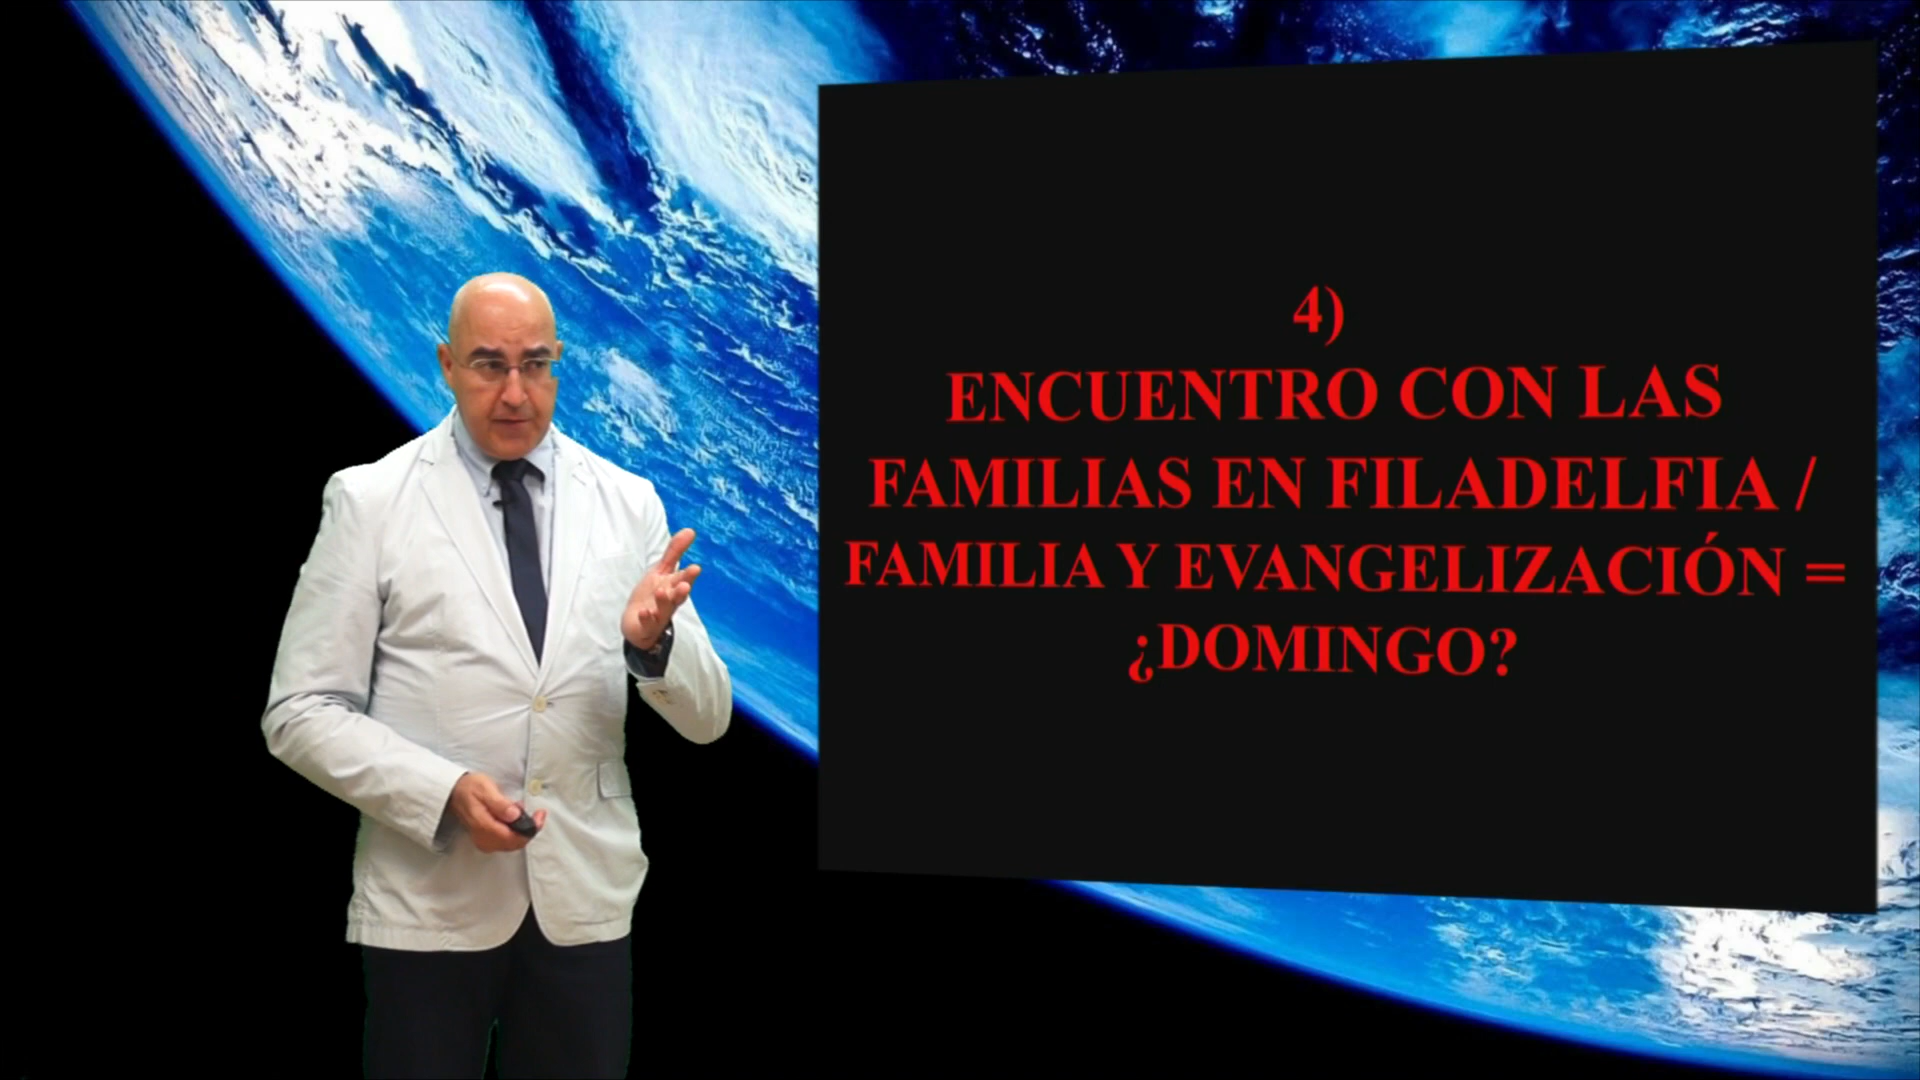 4)
ENCUENTRO CON LAS
FAMILIAS EN FILADELFIA /
FAMILIA Y EVANGELIZACIÓN =
¿DOMINGO?